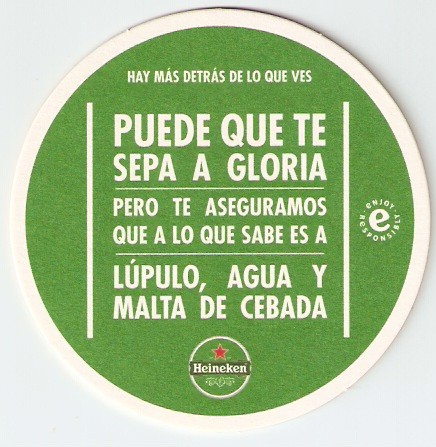 HAY MÁS DETRÁS DE LO QUE VES
PUEDE QUE TE
SEPA A GLORIA
PERO TE ASEGURAMOS
QUE A LO QUE SABE ES A
LÚPULO, AGUA Y
MALTA DE CEBADA
ENJOY
e
RESPONSIBLY
Heineken